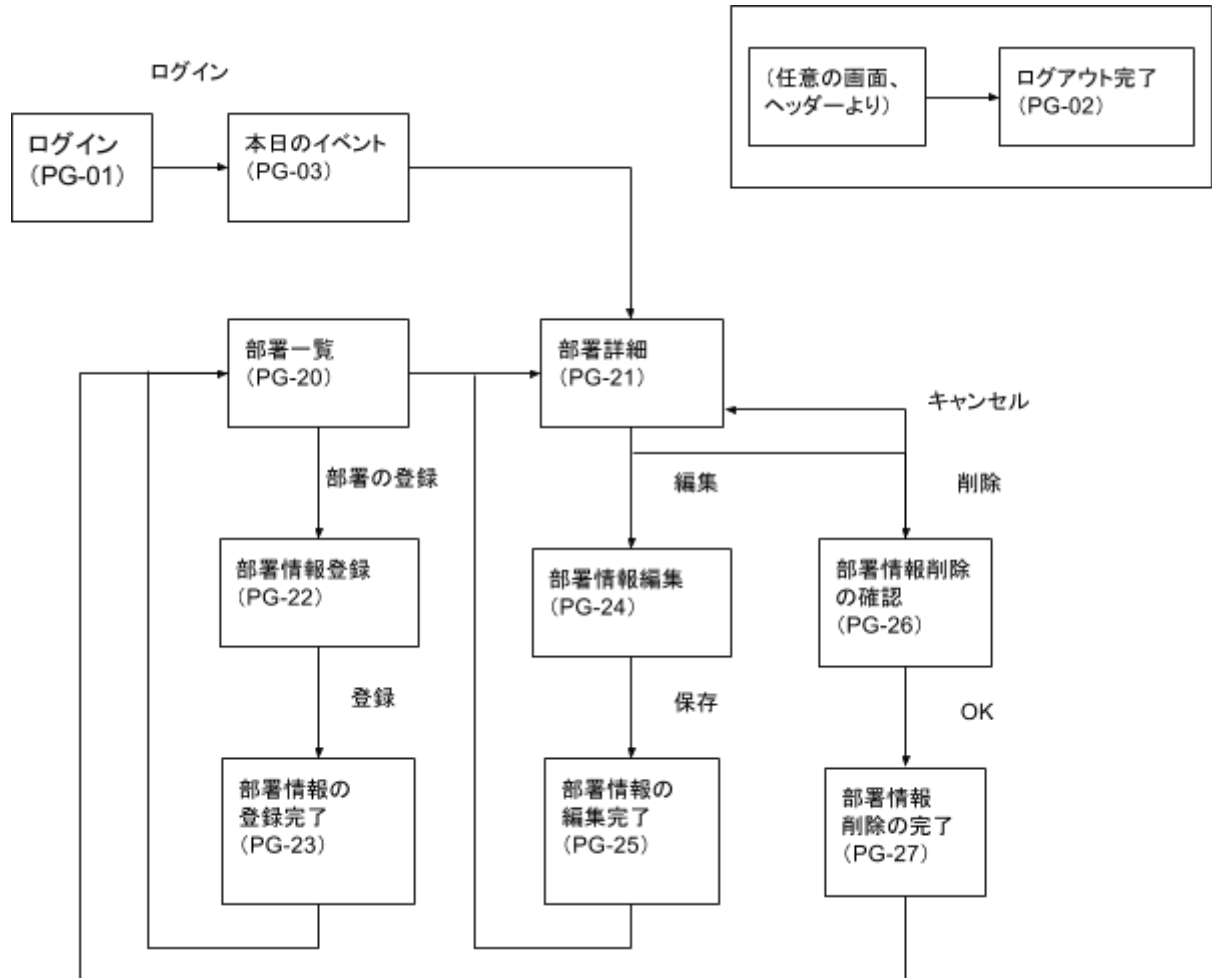 ログイン
(任意の画面、
ヘッダーより)
ログアウト完了
(PG-02)
ログイン
(PG-01)
本日のイベント
(PG-03)
部署一覧
(PG-20)
部署詳細
(PG-21)
キャンセル
部署の登録
編集
削除
部署情報登録
(PG-22)
部署情報編集
(PG-24)
部署情報削除
の確認
(PG-26)
登録
保存
OK
部署情報の
登録完了
(PG-23)
部署情報の
編集完了
(PG-25)
部署情報
削除の完了
(PG-27)